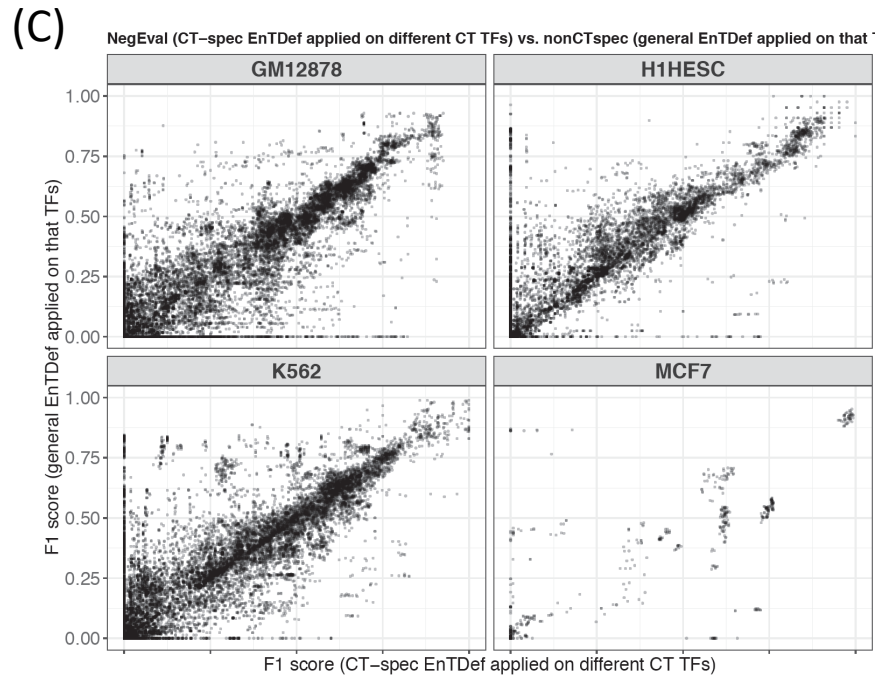 (C)
NegEval (CT−spec EnTDef applied on different CT TFs) vs. nonCTspec (general EnTDef applied on that
GM12878
H1HESC
1.00
0.75
0.50
0.25
0.00
K562
MCF7
1.00
0.75
0.50
0.25
0.00
F1 score (general EnTDef applied on that TFs)
F1 score (CT−spec EnTDef applied on different CT TFs)